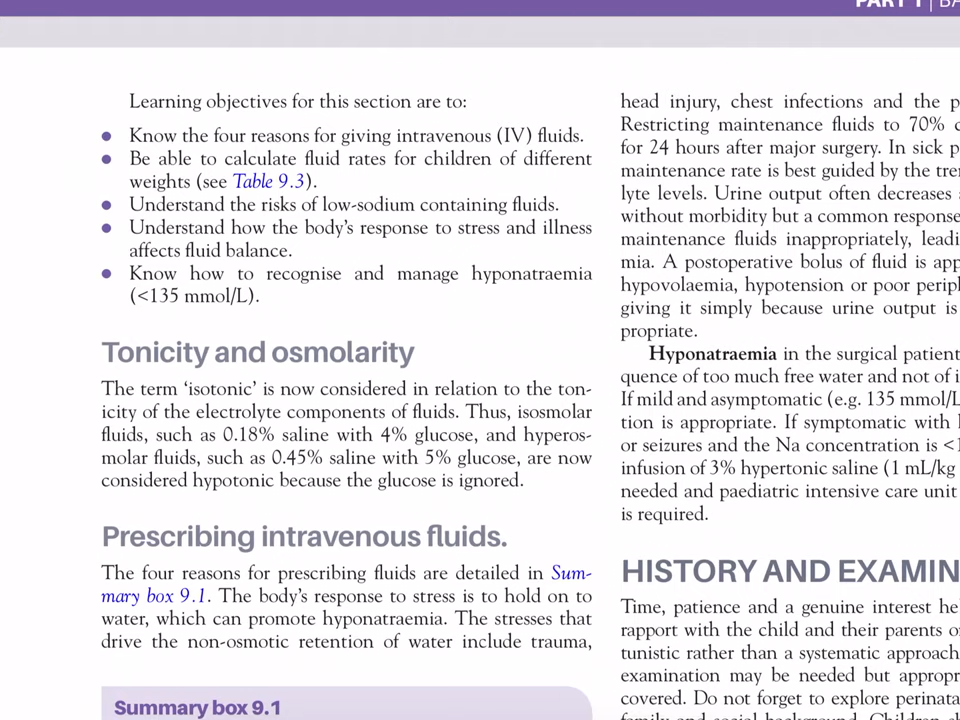 PART 1 | BA
Learning objectives for this section are to:
● Know the four reasons for giving intravenous (IV) fluids.
● Be able to calculate fluid rates for children of different
weights (see Table 9.3).
● Understand the risks of low-sodium containing fluids.
● Understand how the body's response to stress and illness
affects fluid balance.
● Know how to recognise and manage hyponatraemia
(<135 mmol/L).
Tonicity and osmolarity
The term 'isotonic' is now considered in relation to the ton-
icity of the electrolyte components of fluids. Thus, isosmolar
fluids, such as 0.18% saline with 4% glucose, and hyperos-
molar fluids, such as 0.45% saline with 5% glucose, are now
considered hypotonic because the glucose is ignored.
Prescribing intravenous fluids.
The four reasons for prescribing fluids are detailed in Sum-
mary box 9.1. The body's response to stress is to hold on to
water, which can promote hyponatraemia. The stresses that
drive the non-osmotic retention of water include trauma,
Summary box 9.1
head injury, chest infections and the p
Restricting maintenance fluids to 70% c
for 24 hours after major surgery. In sick p
maintenance rate is best guided by the tren
lyte levels. Urine output often decreases a
without morbidity but a common response
maintenance fluids inappropriately, leadi
mia. A postoperative bolus of fluid is app
hypovolaemia, hypotension or poor periph
giving it simply because urine output is
propriate.
Hyponatraemia in the surgical patient
quence of too much free water and not of i
If mild and asymptomatic (e.g. 135 mmol/L
tion is appropriate. If symptomatic with
or seizures and the Na concentration is <1
infusion of 3% hypertonic saline (1 mL/kg
needed and paediatric intensive care unit
is required.
HISTORY AND EXAMIN
Time, patience and a genuine interest he
rapport with the child and their parents o
tunistic rather than a systematic approach
examination may be needed but appropr
covered. Do not forget to explore perinata